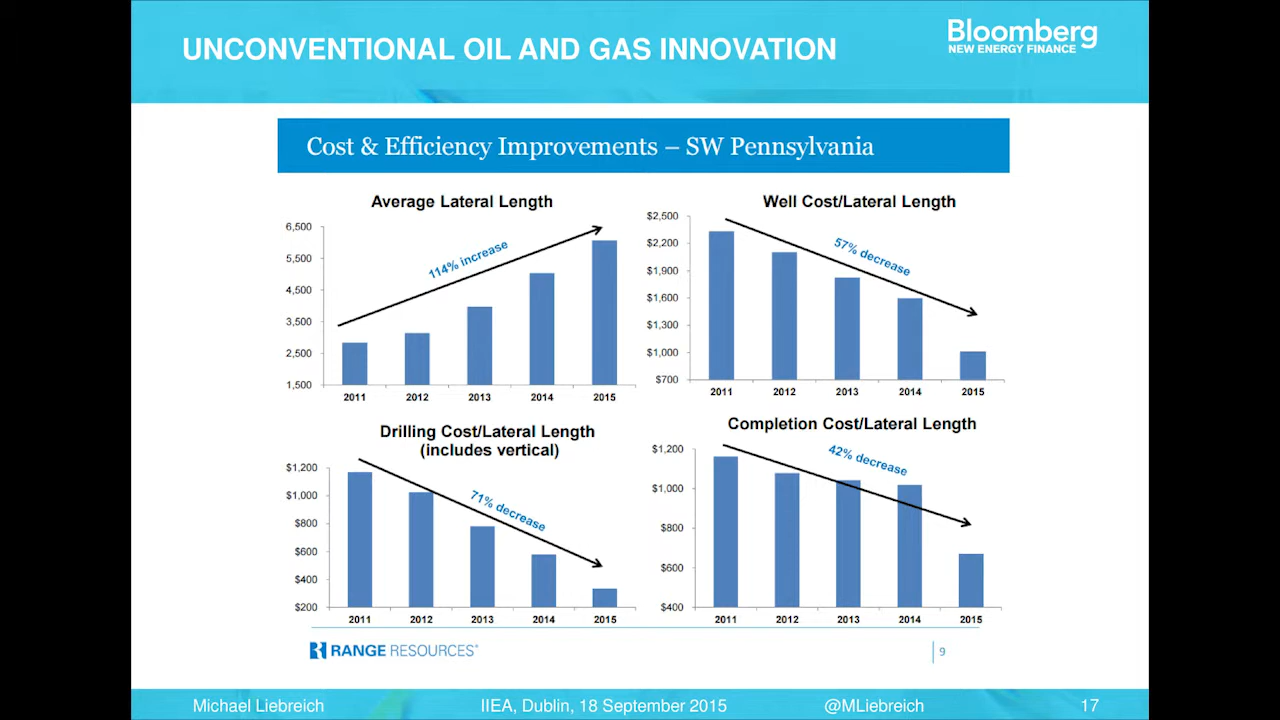 UNCONVENTIONAL OIL AND GAS INNOVATION
Bloomberg
NEW ENERGY FINANCE
Cost & Efficiency Improvements – SW Pennsylvania
Average Lateral Length
6,500
5,500
4,500
3,500
2,500
1,500
114% increase
2011 2012 2013 2014 2015
Well Cost/Lateral Length
$2,500
$2,200
$1,900
$1,600
$1,300
$1,000
$700
57% decrease
2011 2012 2013 2014 2015
Drilling Cost/Lateral Length
(includes vertical)
$1,200
$1,000
$800
$600
$400
$200
71% decrease
2011 2012 2013 2014 2015
Completion Cost/Lateral Length
$1,200
$1,000
$800
$600
$400
42% decrease
2011 2012 2013 2014 2015
RANGE RESOURCES®
9
Michael Liebreich IIEA, Dublin, 18 September 2015 @MLiebreich 17